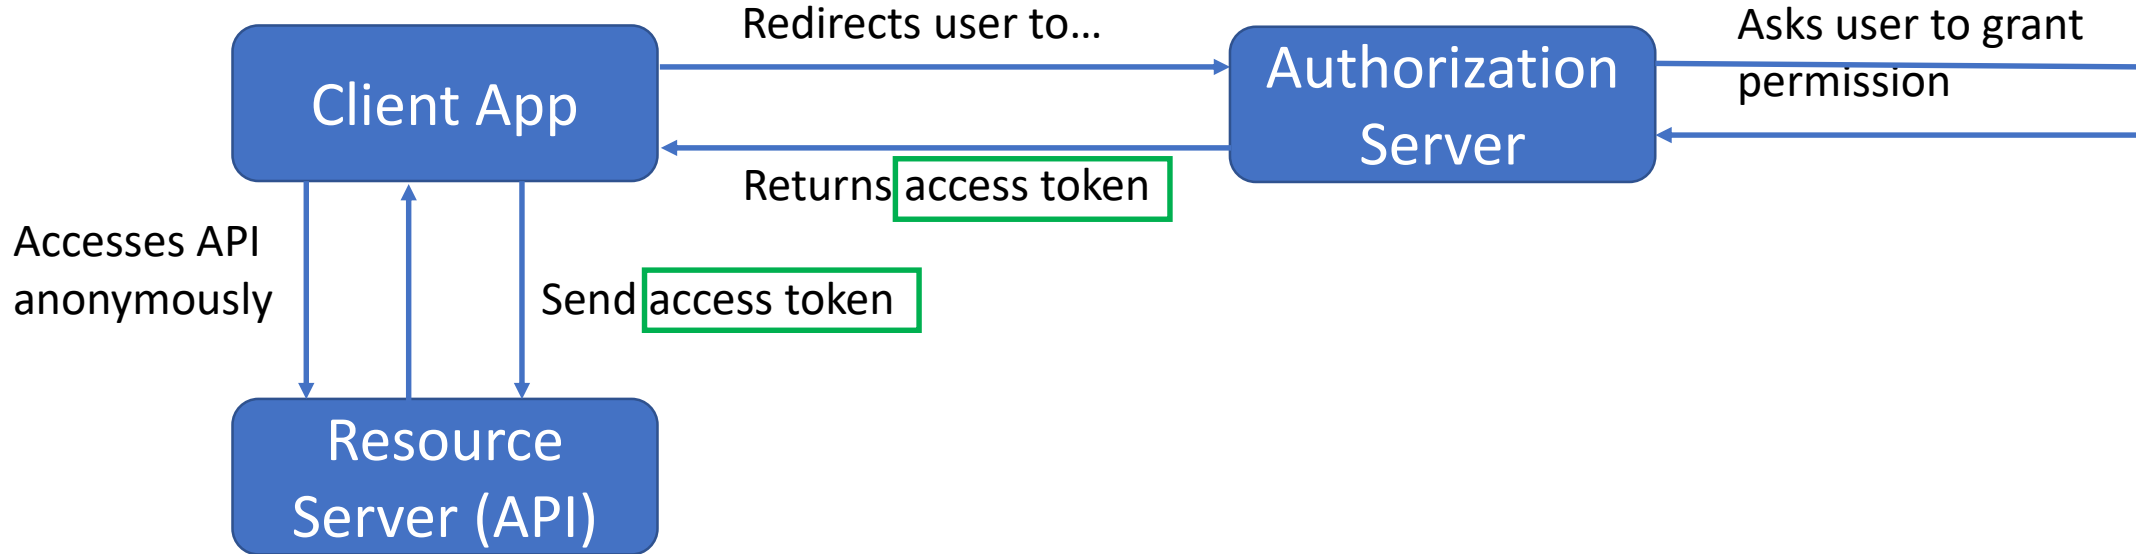 Redirects user to…
Asks user to grant
permission
Client App
Authorization
Server
Returns access token
Accesses API
anonymously
Send access token
Resource
Server (API)